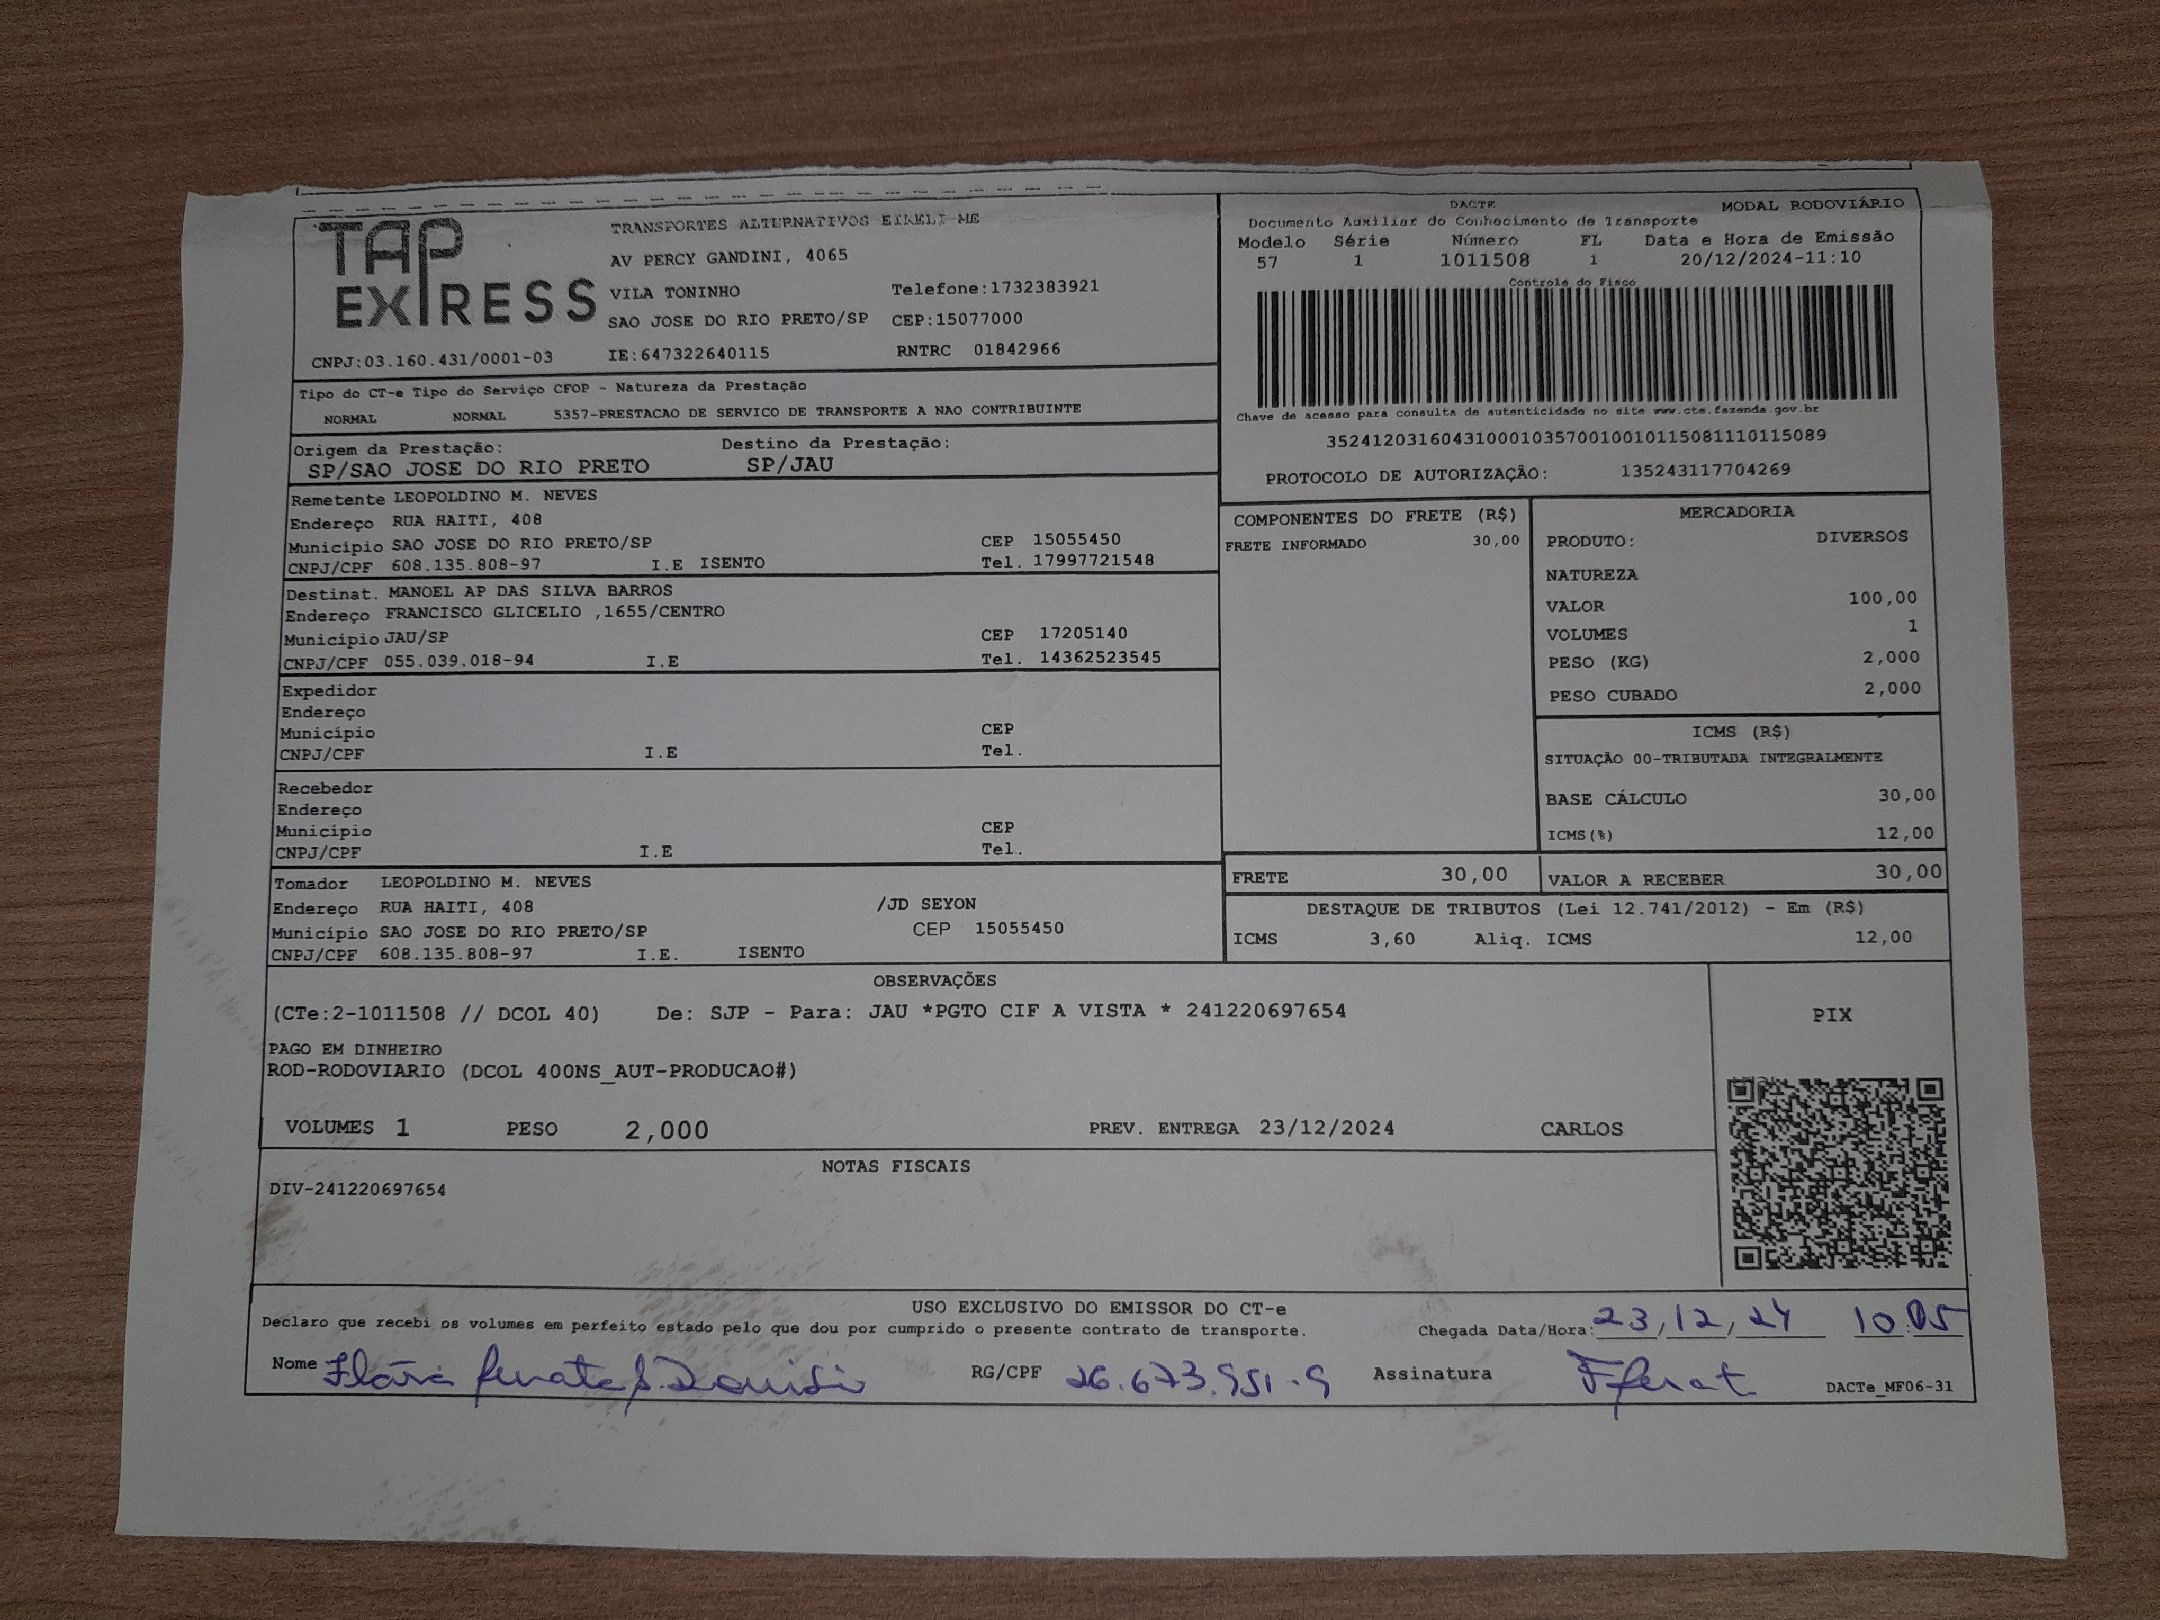 TAP EXPRESS
TRANSPORTES ALTERNATIVOS EIRELI-ME
AV PERCY GANDINI, 4065
VILA TONINHO Telefone:1732383921
SAO JOSE DO RIO PRETO/SP CEP:15077000
CNPJ:03.160.431/0001-03 IE:647322640115 RNTRC 01842966
DACTE MODAL RODOVIÁRIO
Documento Auxiliar do Conhecimento de Transporte
Modelo Série Número FL Data e Hora de Emissão
57 1 1011508 1 20/12/2024-11:10
Controle do Fisco
Chave de acesso para consulta de autenticidade no site www.cte.fazenda.gov.br
35241203160431000103570010010115081110115089
PROTOCOLO DE AUTORIZAÇÃO: 135243117704269
Tipo do CT-e Tipo do Serviço CFOP - Natureza da Prestação
NORMAL NORMAL 5357-PRESTACAO DE SERVICO DE TRANSPORTE A NAO CONTRIBUINTE
Origem da Prestação: Destino da Prestação:
SP/SAO JOSE DO RIO PRETO SP/JAU
Remetente LEOPOLDINO M. NEVES
Endereço RUA HAITI, 408
Município SAO JOSE DO RIO PRETO/SP CEP 15055450
CNPJ/CPF 608.135.808-97 I.E ISENTO Tel. 17997721548
Destinat. MANOEL AP DAS SILVA BARROS
Endereço FRANCISCO GLICELIO ,1655/CENTRO
Município JAU/SP CEP 17205140
CNPJ/CPF 055.039.018-94 I.E Tel. 14362523545
Expedidor
Endereço
Município CEP
CNPJ/CPF I.E Tel.
Recebedor
Endereço
Município CEP
CNPJ/CPF I.E Tel.
Tomador LEOPOLDINO M. NEVES
Endereço RUA HAITI, 408 /JD SEYON
Município SAO JOSE DO RIO PRETO/SP CEP 15055450
CNPJ/CPF 608.135.808-97 I.E. ISENTO
COMPONENTES DO FRETE (R$)
FRETE INFORMADO 30,00
MERCADORIA
PRODUTO: DIVERSOS
NATUREZA
VALOR 100,00
VOLUMES 1
PESO (KG) 2,000
PESO CUBADO 2,000
ICMS (R$)
SITUAÇÃO 00-TRIBUTADA INTEGRALMENTE
BASE CÁLCULO 30,00
ICMS(%) 12,00
FRETE 30,00 VALOR A RECEBER 30,00
DESTAQUE DE TRIBUTOS (Lei 12.741/2012) - Em (R$)
ICMS 3,60 Aliq. ICMS 12,00
OBSERVAÇÕES
(CTe:2-1011508 // DCOL 40) De: SJP - Para: JAU *PGTO CIF A VISTA * 241220697654
PAGO EM DINHEIRO
ROD-RODOVIARIO (DCOL 400NS_AUT-PRODUCAO#)
VOLUMES 1 PESO 2,000 PREV. ENTREGA 23/12/2024 CARLOS
PIX
NOTAS FISCAIS
DIV-241220697654
USO EXCLUSIVO DO EMISSOR DO CT-e
Declaro que recebi os volumes em perfeito estado pelo que dou por cumprido o presente contrato de transporte. Chegada Data/Hora: 23/12/24 10:05
Nome RG/CPF 26.673.951-9 Assinatura
DACTe_MF06-31